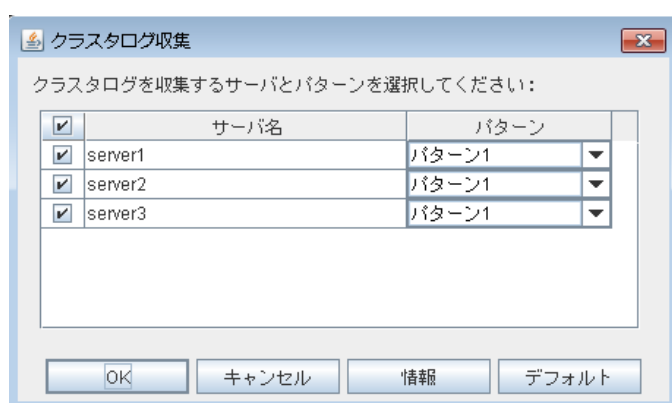 クラスタログ収集
クラスタログを収集するサーバとパターンを選択してください:
サーバ名 パターン
server1 パターン1
server2 パターン1
server3 パターン1
OK キャンセル 情報 デフォルト